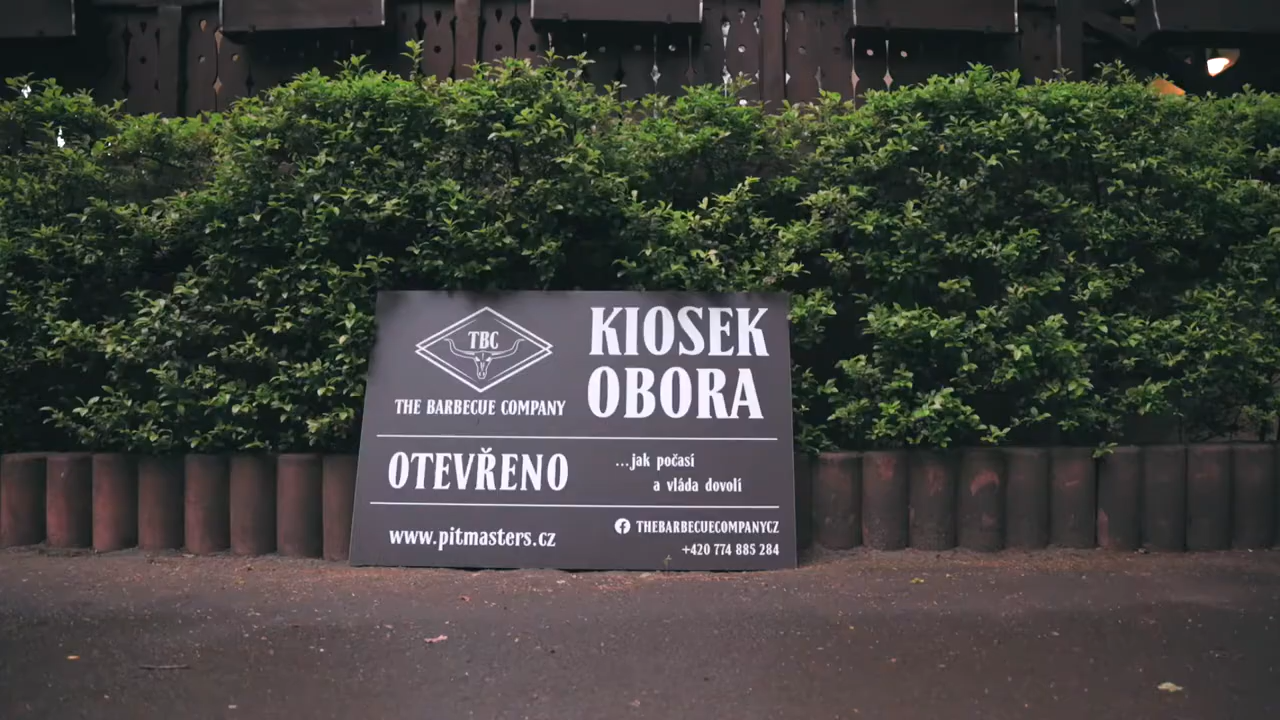 TBC
THE BARBECUE COMPANY
KIOSEK
OBORA
OTEVŘENO
...jak počasí
a vláda dovolí
www.pitmasters.cz
THEBARBECUECOMPANYCZ
+420 774 885 284